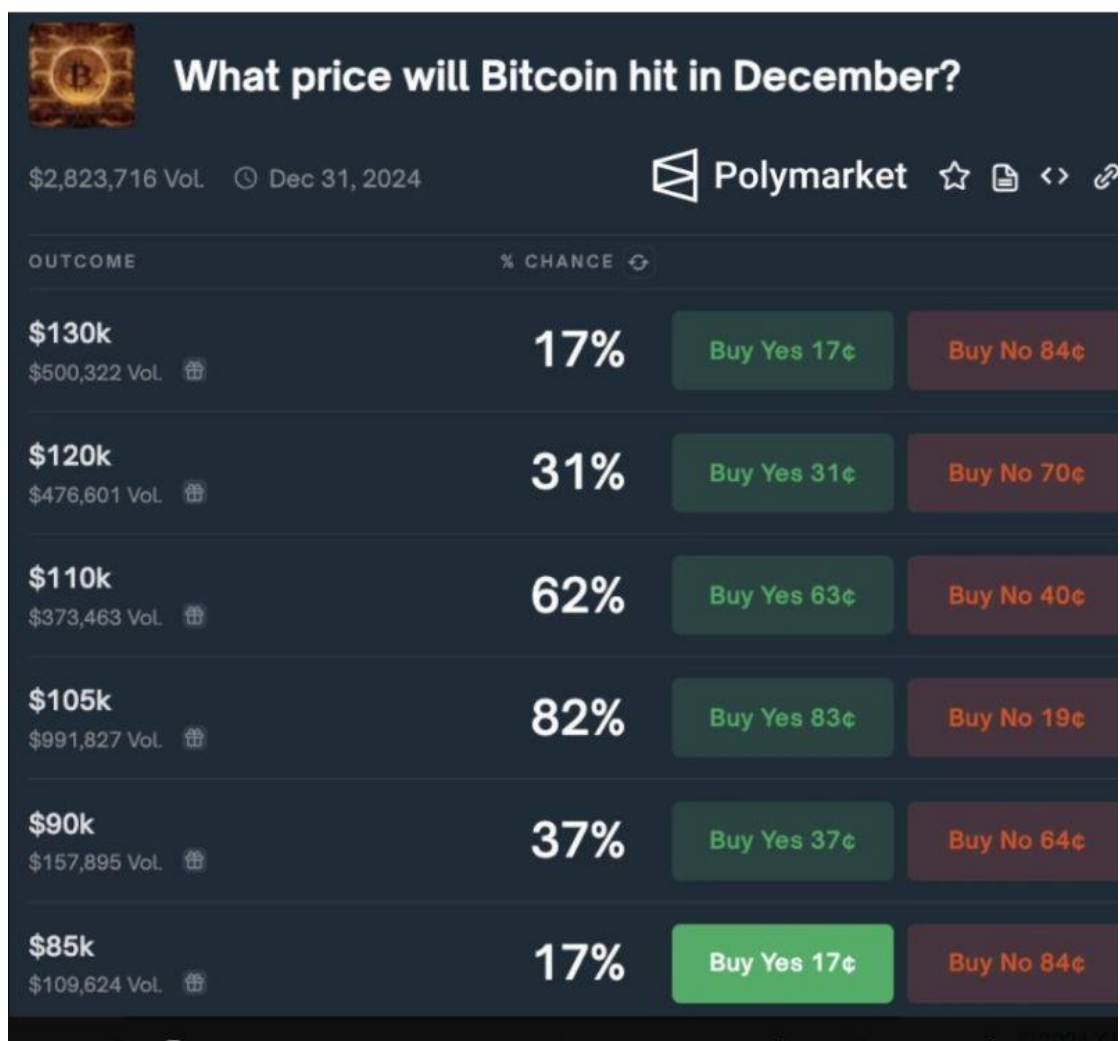 What price will Bitcoin hit in December?
$2,823,716 Vol. Dec 31, 2024 Polymarket
OUTCOME % CHANCE
$130k
$500,322 Vol. 17% Buy Yes 17¢ Buy No 84¢
$120k
$476,601 Vol. 31% Buy Yes 31¢ Buy No 70¢
$110k
$373,463 Vol. 62% Buy Yes 63¢ Buy No 40¢
$105k
$991,827 Vol. 82% Buy Yes 83¢ Buy No 19¢
$90k
$157,895 Vol. 37% Buy Yes 37¢ Buy No 64¢
$85k
$109,624 Vol. 17% Buy Yes 17¢ Buy No 84¢